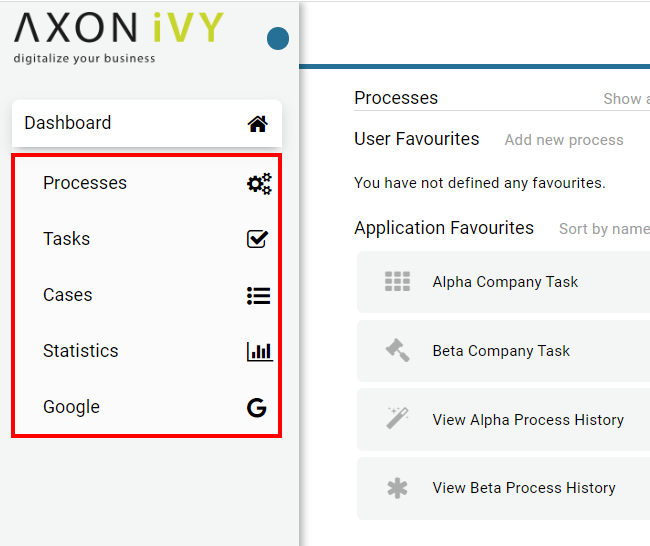 AXON iVY
digitalize your business
Dashboard
Processes
Tasks
Cases
Statistics
Google
Processes
Show a
User Favourites
Add new process
You have not defined any favourites.
Application Favourites
Sort by name
Alpha Company Task
Beta Company Task
View Alpha Process History
View Beta Process History